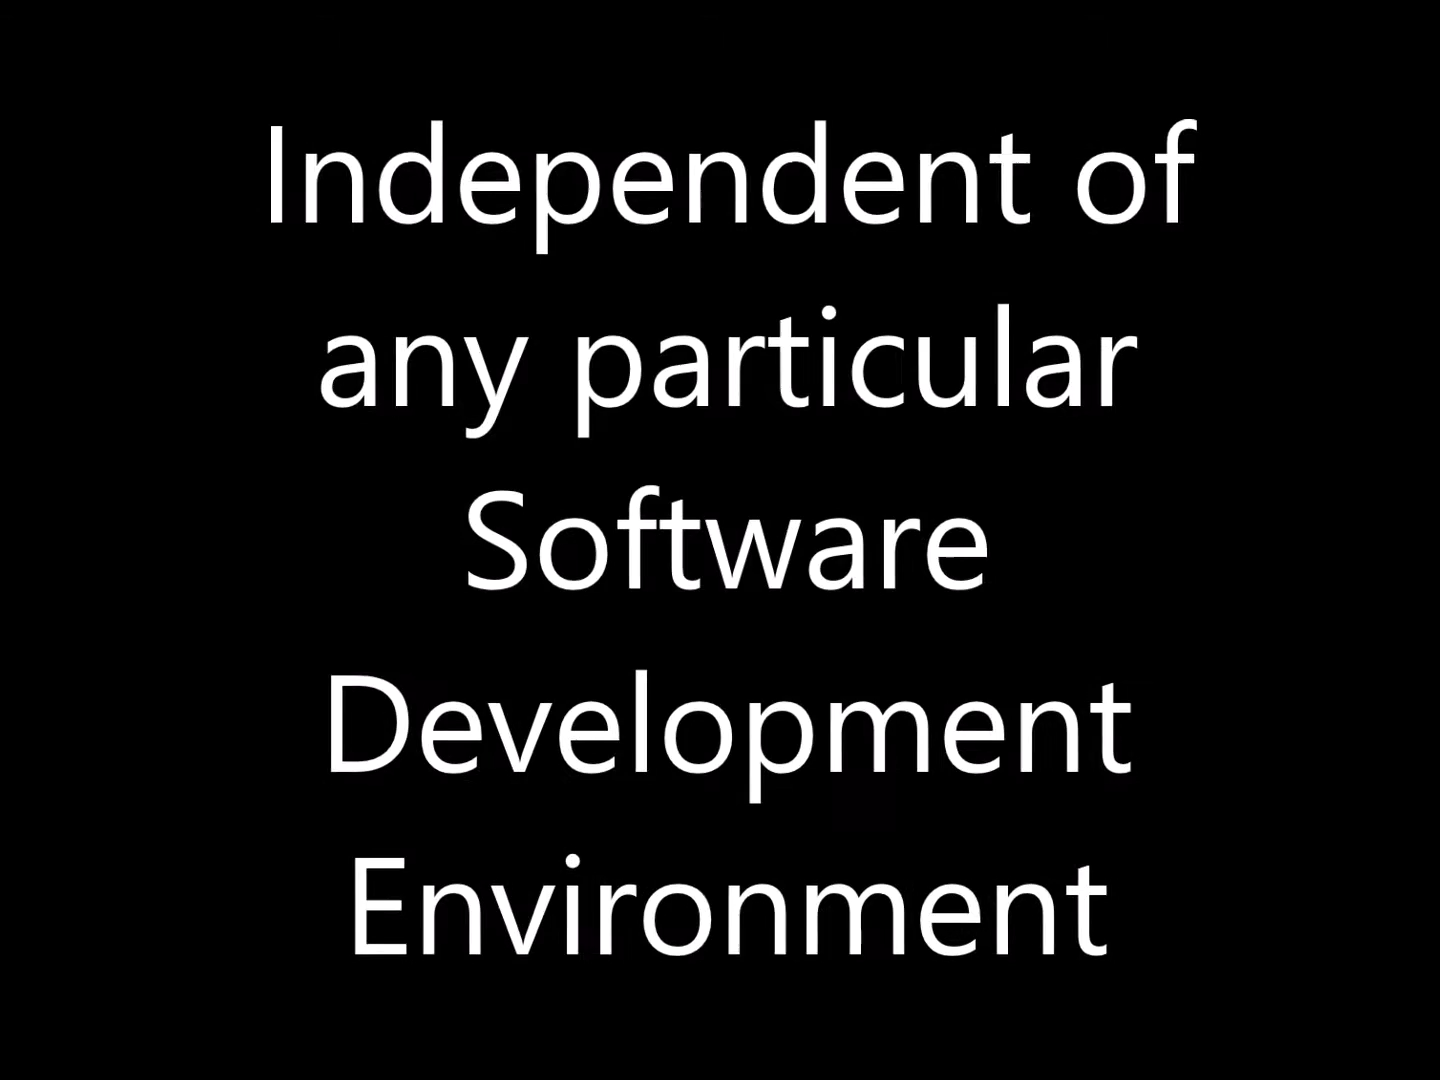 Independent of
any particular
Software
Development
Environment